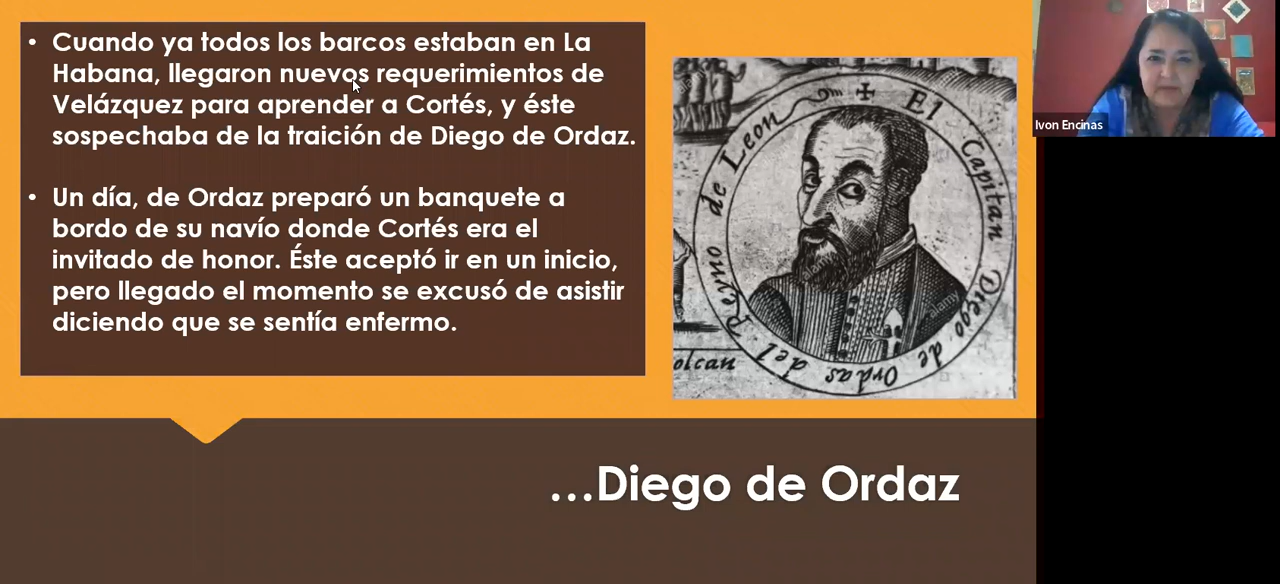 • Cuando ya todos los barcos estaban en La
Habana, llegaron nuevos requerimientos de
Velázquez para aprender a Cortés, y éste
sospechaba de la traición de Diego de Ordaz.
• Un día, de Ordaz preparó un banquete a
bordo de su navío donde Cortés era el
invitado de honor. Éste aceptó ir en un inicio,
pero llegado el momento se excusó de asistir
diciendo que se sentía enfermo.
El Capitan Diego de Ordas del Reyno de Leon
olcan
alamy
…Diego de Ordaz
Ivon Encinas